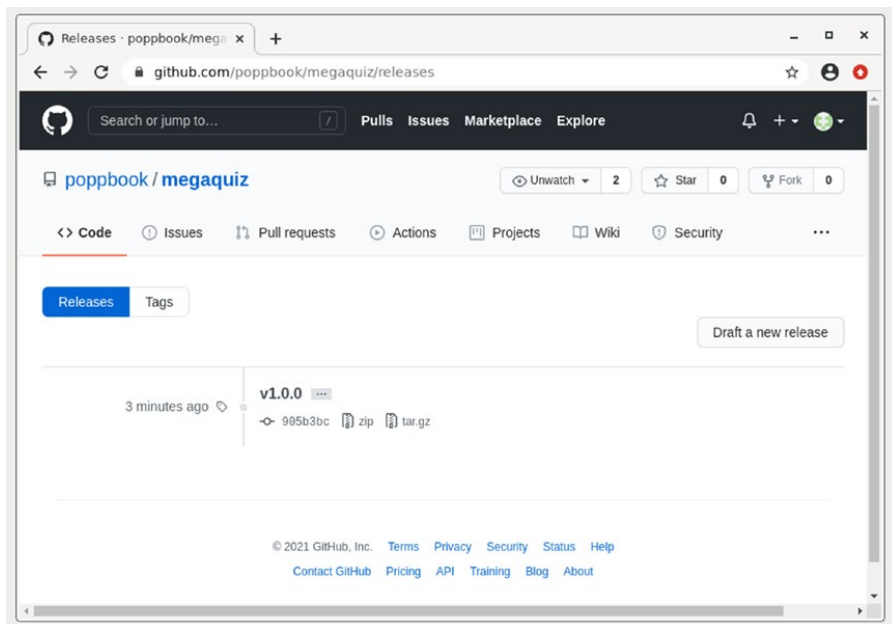 Releases · poppbook/mega
github.com/poppbook/megaquiz/releases
Search or jump to... / Pulls Issues Marketplace Explore
poppbook / megaquiz Unwatch 2 Star 0 Fork 0
<> Code Issues Pull requests Actions Projects Wiki Security ...
Releases Tags
Draft a new release
3 minutes ago v1.0.0 ...
905b3bc zip tar.gz
© 2021 GitHub, Inc. Terms Privacy Security Status Help
Contact GitHub Pricing API Training Blog About